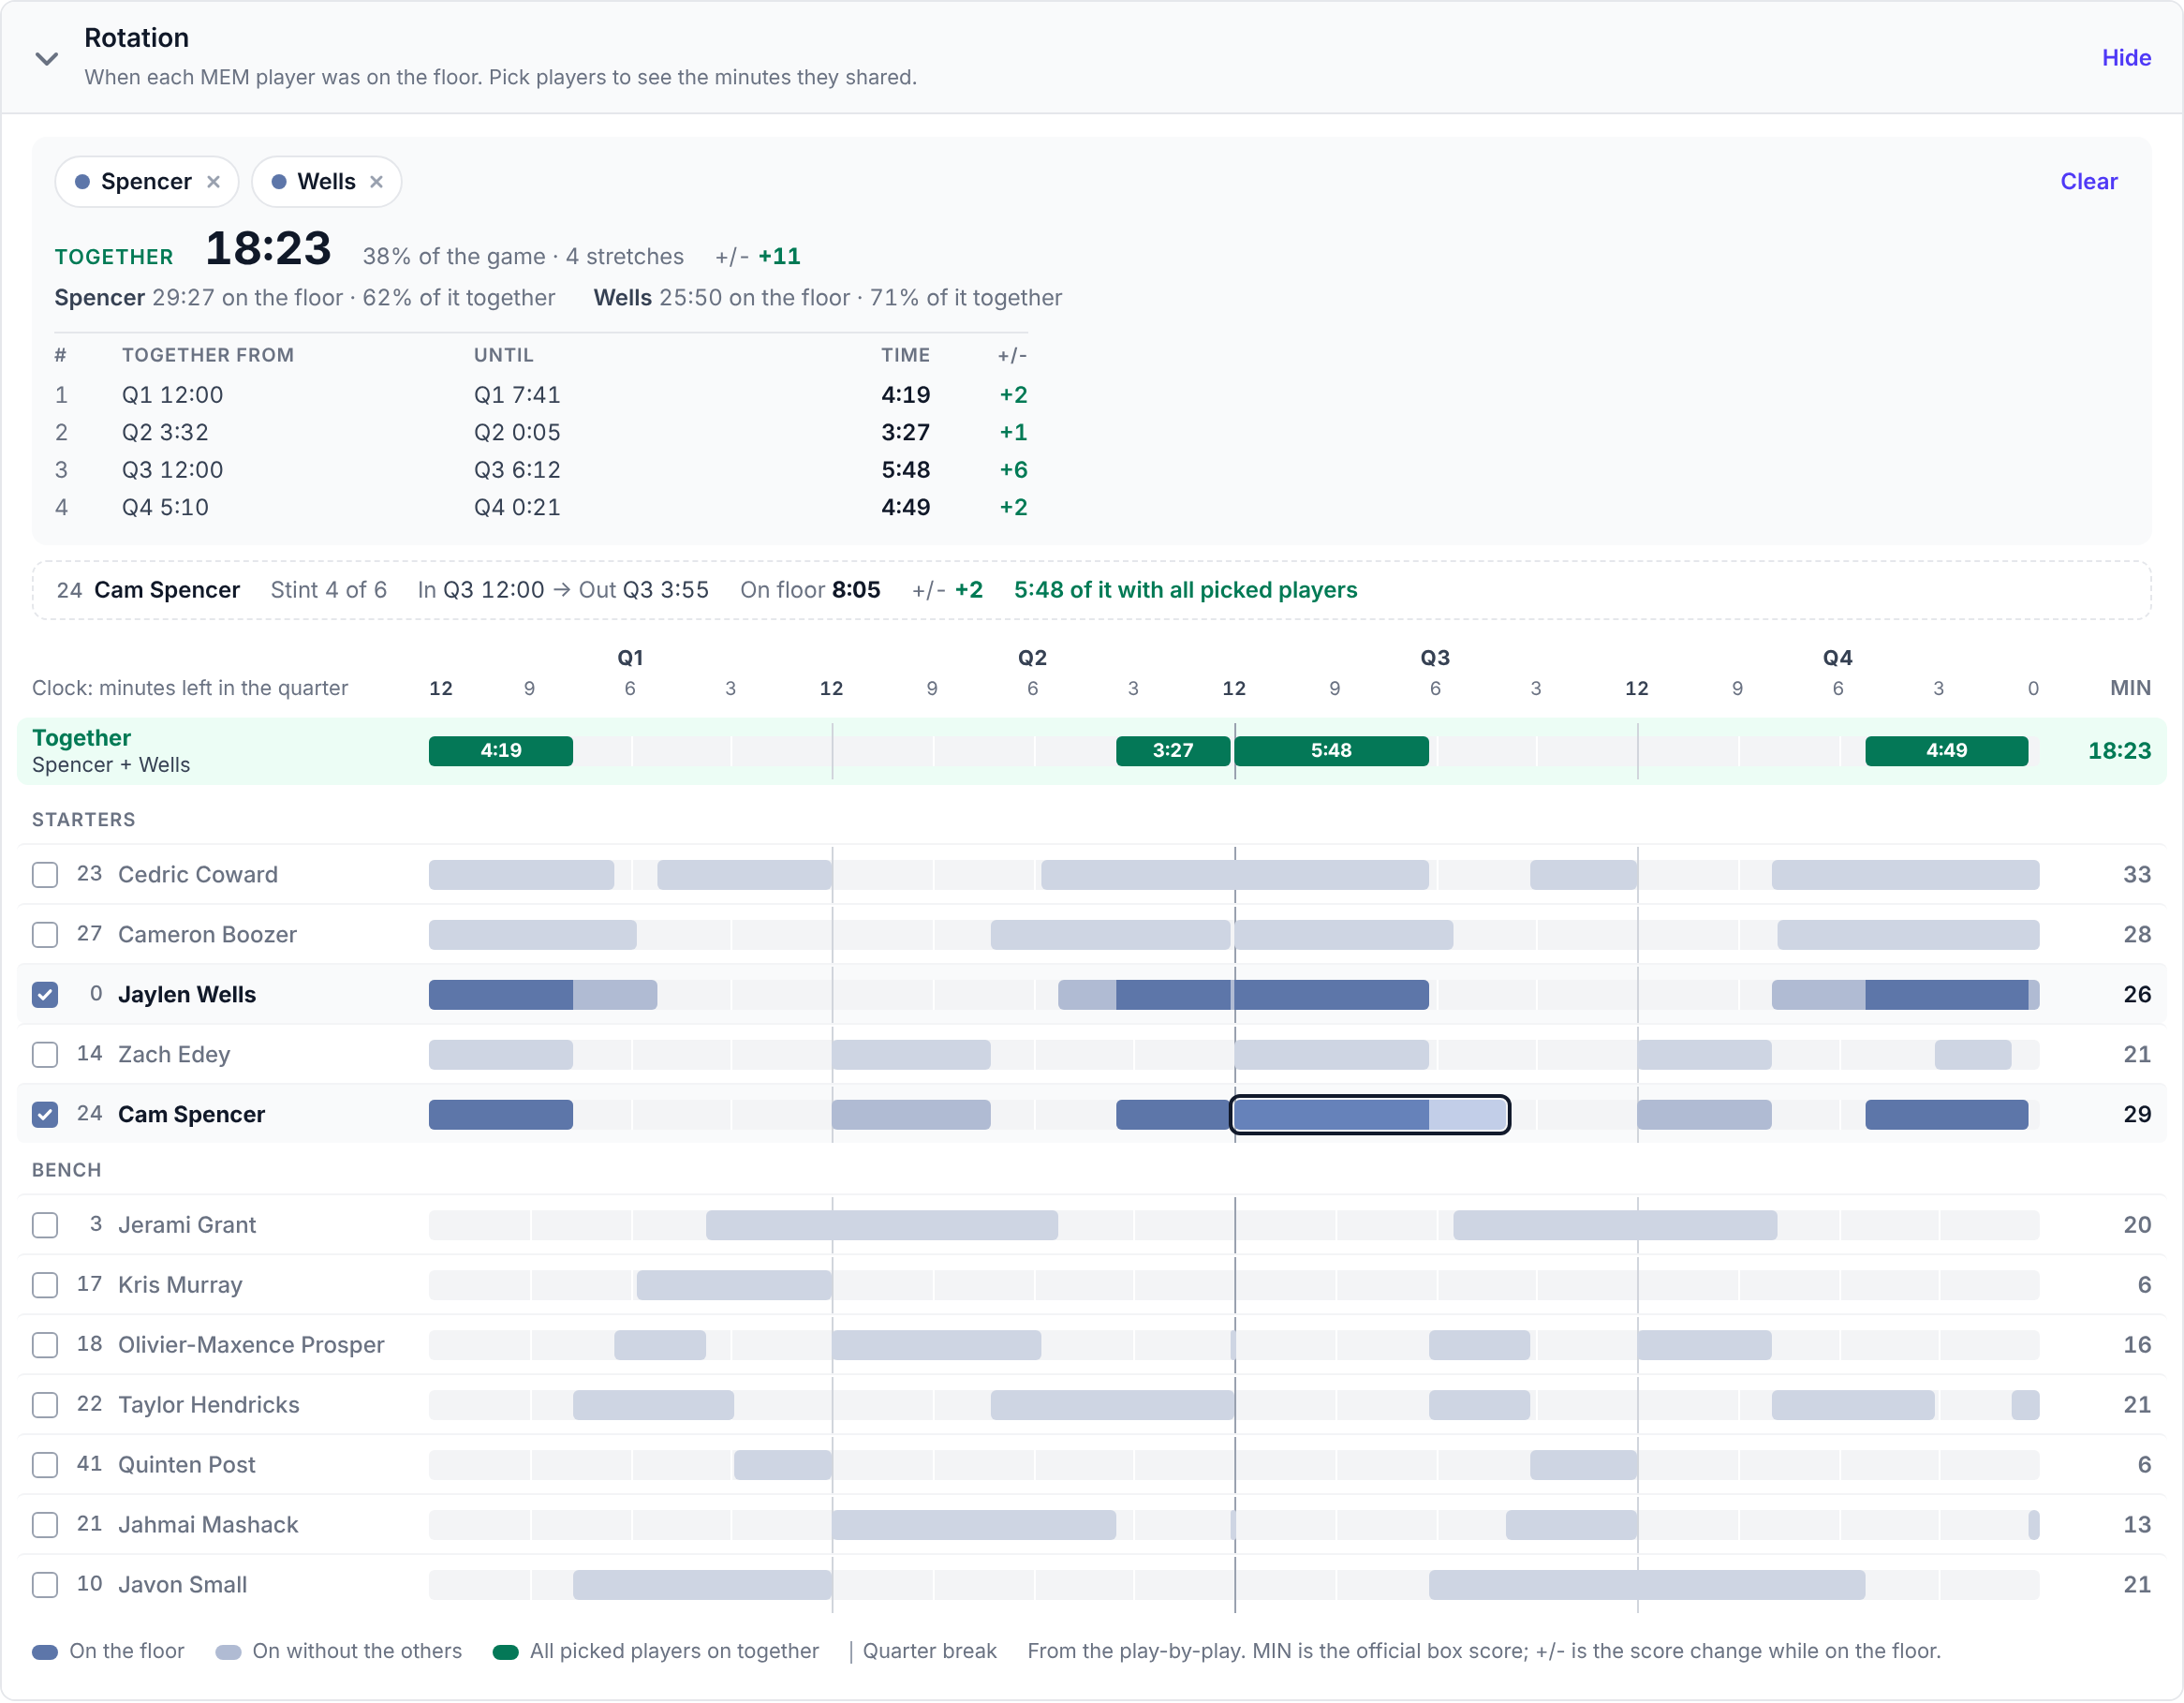 Rotation
When each MEM player was on the floor. Pick players to see the minutes they shared.
Hide
Spencer × Wells ×
Clear
TOGETHER 18:23 38% of the game · 4 stretches +/- +11
Spencer 29:27 on the floor · 62% of it together Wells 25:50 on the floor · 71% of it together
# TOGETHER FROM UNTIL TIME +/-
1 Q1 12:00 Q1 7:41 4:19 +2
2 Q2 3:32 Q2 0:05 3:27 +1
3 Q3 12:00 Q3 6:12 5:48 +6
4 Q4 5:10 Q4 0:21 4:49 +2
24 Cam Spencer Stint 4 of 6 In Q3 12:00 → Out Q3 3:55 On floor 8:05 +/- +2 5:48 of it with all picked players
Q1 Q2 Q3 Q4
Clock: minutes left in the quarter 12 9 6 3 12 9 6 3 12 9 6 3 12 9 6 3 0 MIN
Together 4:19 3:27 5:48 4:49 18:23
Spencer + Wells
STARTERS
23 Cedric Coward 33
27 Cameron Boozer 28
0 Jaylen Wells 26
14 Zach Edey 21
24 Cam Spencer 29
BENCH
3 Jerami Grant 20
17 Kris Murray 6
18 Olivier-Maxence Prosper 16
22 Taylor Hendricks 21
41 Quinten Post 6
21 Jahmai Mashack 13
10 Javon Small 21
On the floor On without the others All picked players on together Quarter break From the play-by-play. MIN is the official box score; +/- is the score change while on the floor.